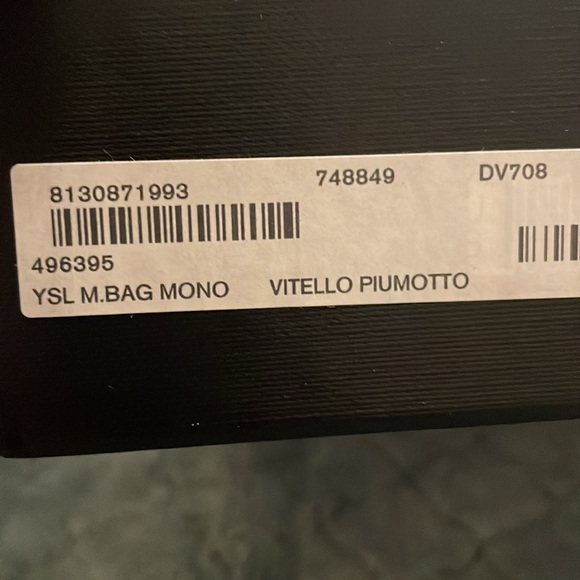 8130871993 748849 DV708
496395
YSL M.BAG MONO VITELLO PIUMOTTO